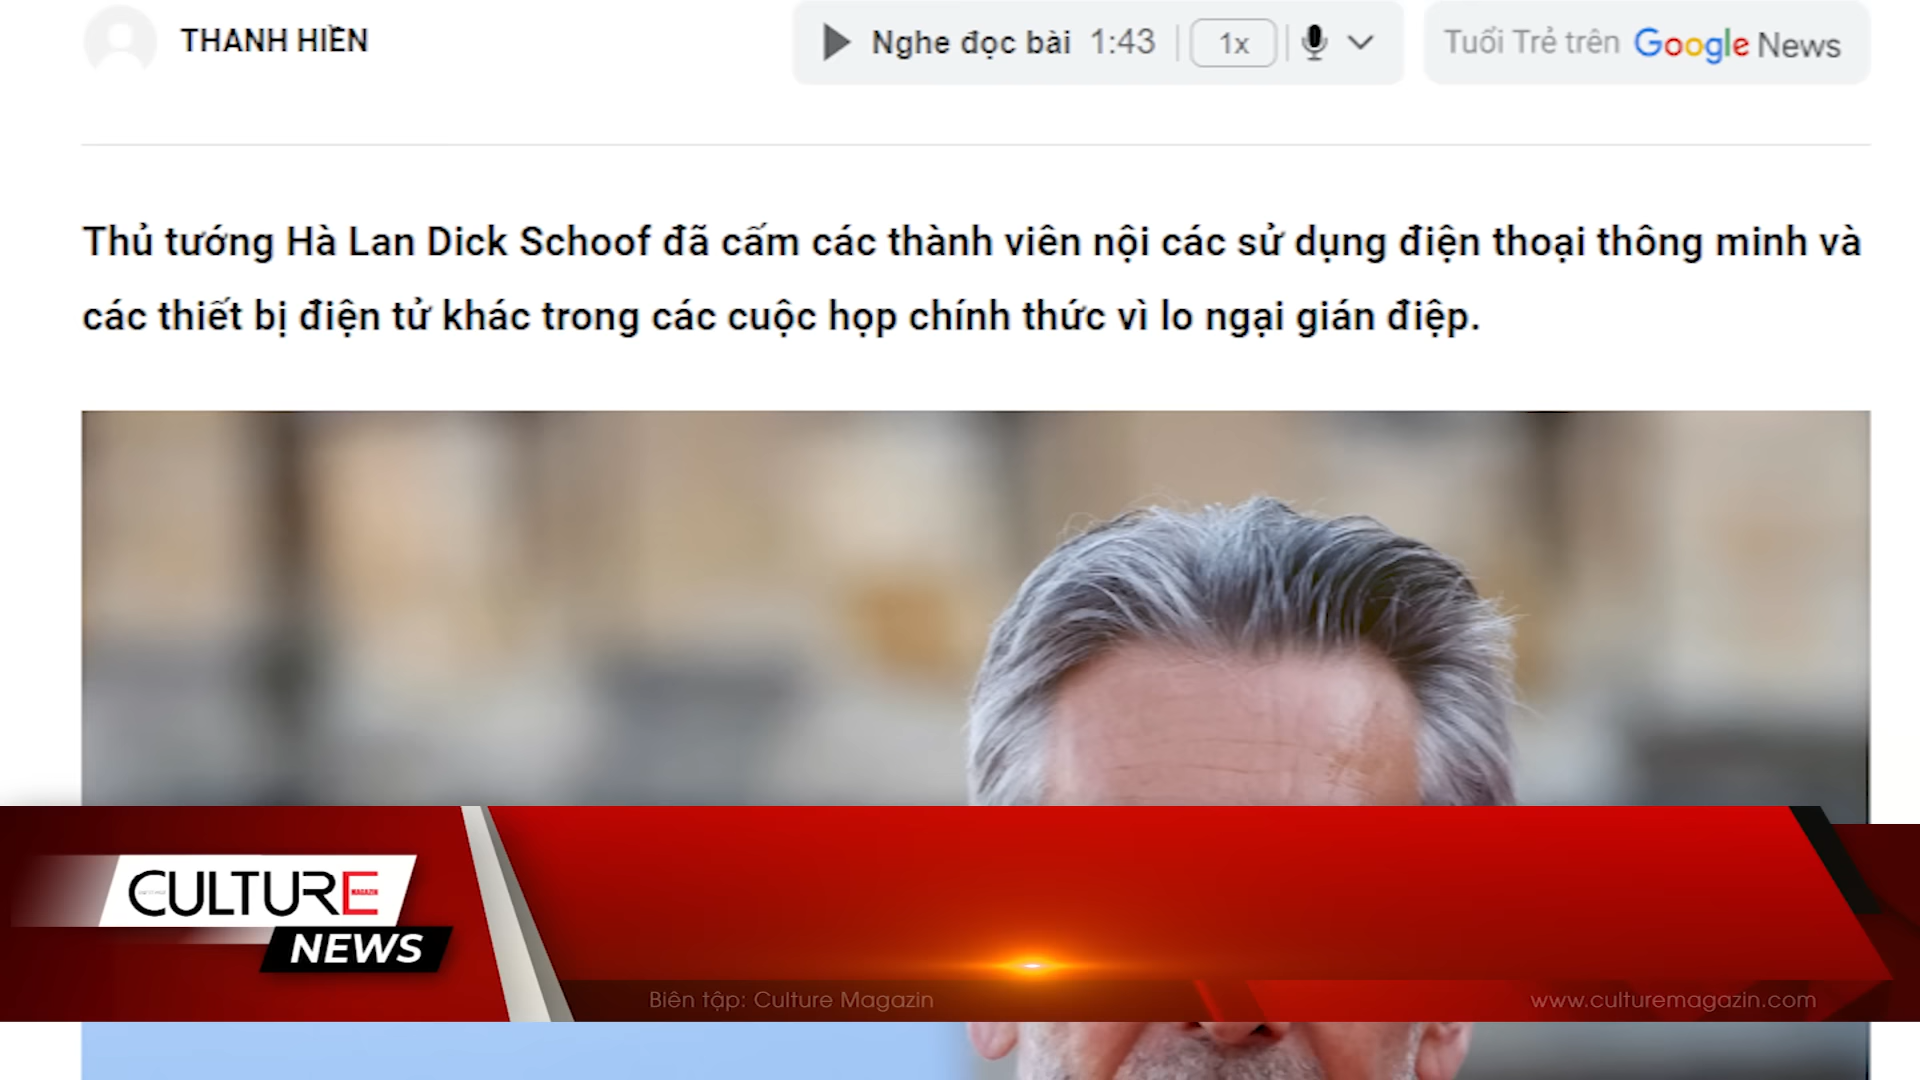 THANH HIỀN
Nghe đọc bài 1:43 1x
Tuổi Trẻ trên Google News
Thủ tướng Hà Lan Dick Schoof đã cấm các thành viên nội các sử dụng điện thoại thông minh và
các thiết bị điện tử khác trong các cuộc họp chính thức vì lo ngại gián điệp.
CULTURE
MAGAZIN
NEWS
Biên tập: Culture Magazin
www.culturemagazin.com